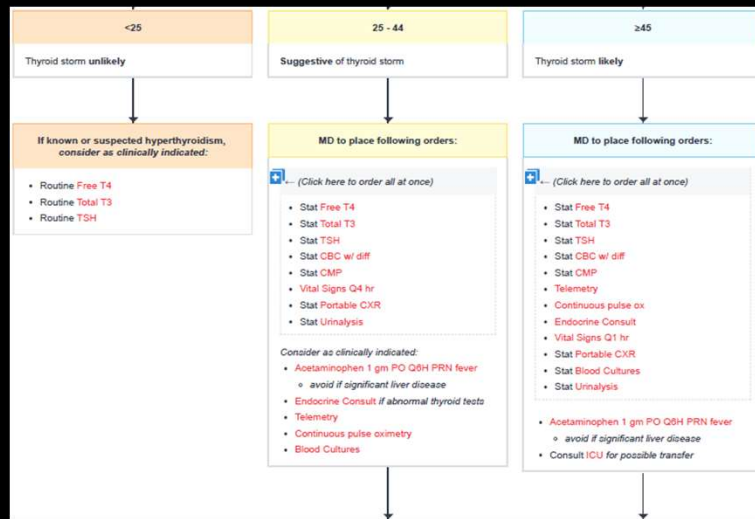 <25
Thyroid storm unlikely
If known or suspected hyperthyroidism,
consider as clinically indicated:
• Routine Free T4
• Routine Total T3
• Routine TSH
25 - 44
Suggestive of thyroid storm
MD to place following orders:
← (Click here to order all at once)
• Stat Free T4
• Stat Total T3
• Stat TSH
• Stat CBC w/ diff
• Stat CMP
• Vital Signs Q4 hr
• Stat Portable CXR
• Stat Urinalysis
Consider as clinically indicated:
• Acetaminophen 1 gm PO Q6H PRN fever
avoid if significant liver disease
• Endocrine Consult if abnormal thyroid tests
• Telemetry
• Continuous pulse oximetry
• Blood Cultures
≥45
Thyroid storm likely
MD to place following orders:
← (Click here to order all at once)
• Stat Free T4
• Stat Total T3
• Stat TSH
• Stat CBC w/ diff
• Stat CMP
• Telemetry
• Continuous pulse ox
• Endocrine Consult
• Vital Signs Q1 hr
• Stat Portable CXR
• Stat Blood Cultures
• Stat Urinalysis
• Acetaminophen 1 gm PO Q6H PRN fever
avoid if significant liver disease
• Consult ICU for possible transfer